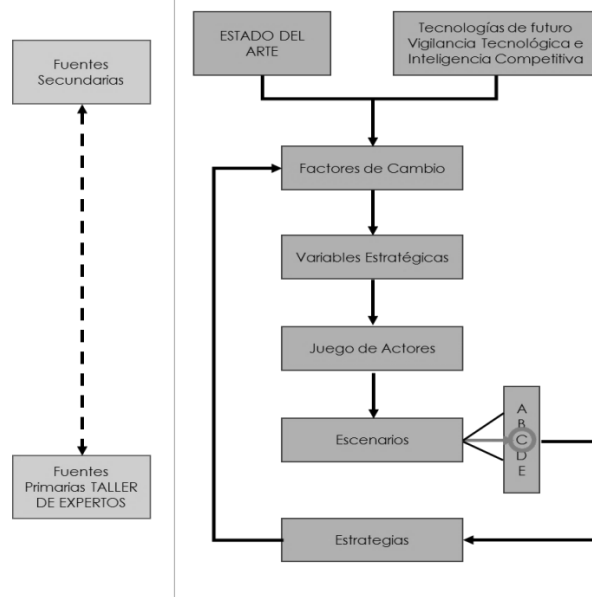 Fuentes
Secundarias
Fuentes
Primarias TALLER
DE EXPERTOS
ESTADO DEL
ARTE
Tecnologías de futuro
Vigilancia Tecnológica e
Inteligencia Competitiva
Factores de Cambio
Variables Estratégicas
Juego de Actores
Escenarios
A
B
C
D
E
Estrategias